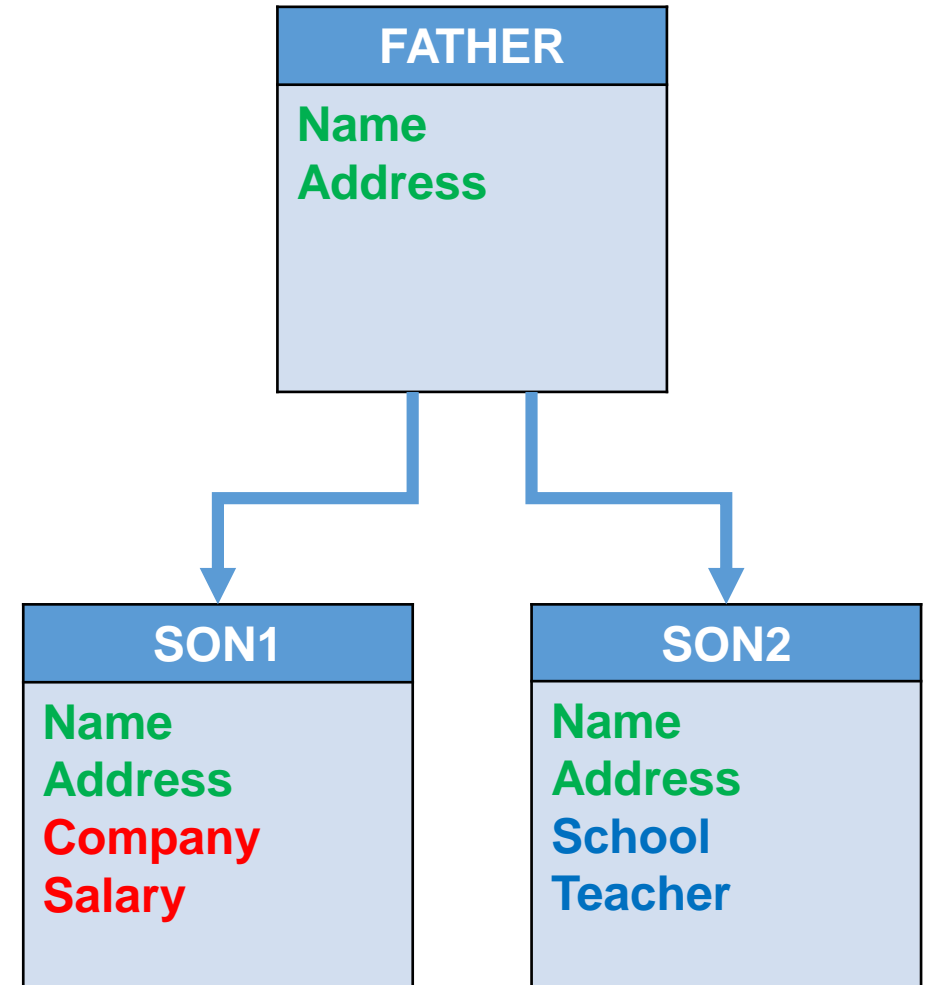 FATHER
Name
Address
SON1
Name
Address
Company
Salary
SON2
Name
Address
School
Teacher